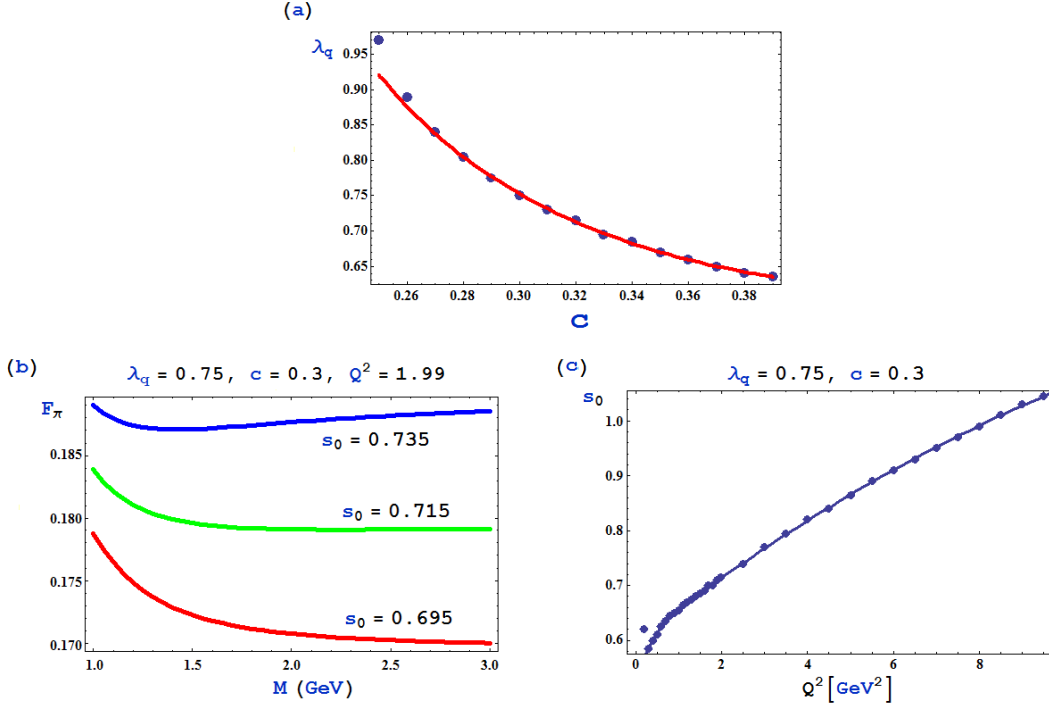 (a)
λq
0.95
0.90
0.85
0.80
0.75
0.70
0.65
0.26 0.28 0.30 0.32 0.34 0.36 0.38
C
(b)
λq = 0.75, c = 0.3, Q² = 1.99
Fπ
0.185
0.180
0.175
0.170
s₀ = 0.735
s₀ = 0.715
s₀ = 0.695
1.0 1.5 2.0 2.5 3.0
M (GeV)
(c)
λq = 0.75, c = 0.3
s₀
1.0
0.9
0.8
0.7
0.6
0 2 4 6 8
Q² [GeV²]